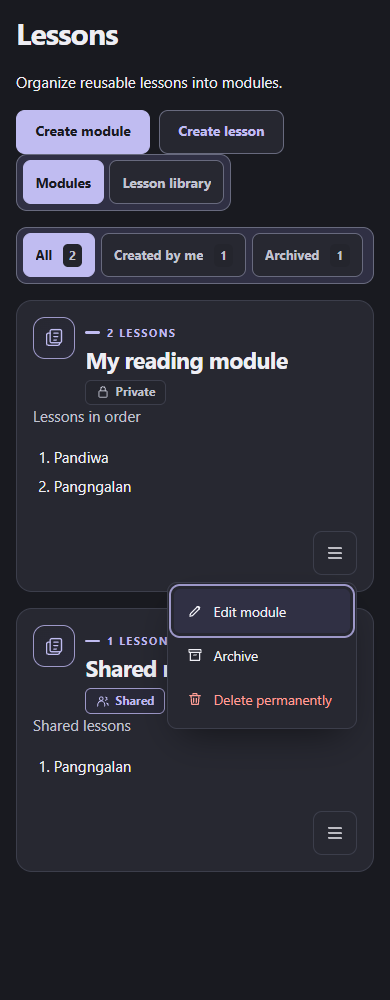 Lessons
Organize reusable lessons into modules.
Create module
Create lesson
Modules
Lesson library
All 2
Created by me 1
Archived 1
2 LESSONS
My reading module
Private
Lessons in order
1. Pandiwa
2. Pangngalan
Edit module
Archive
Delete permanently
1 LESSON
Shared
Shared
Shared lessons
1. Pangngalan